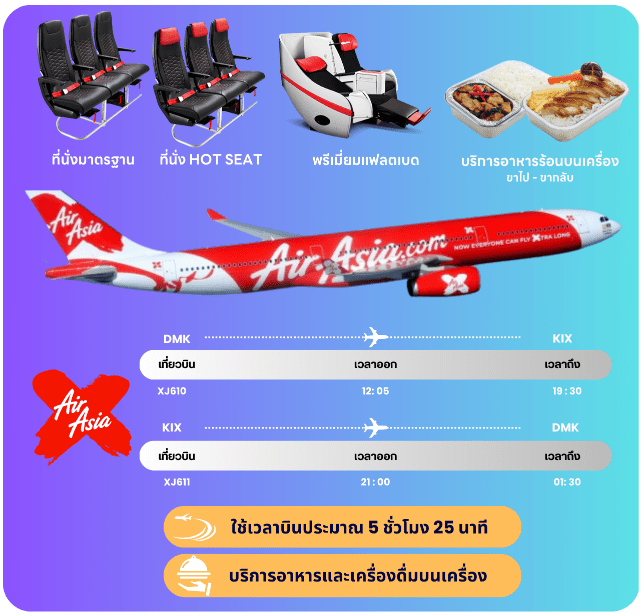 ที่นั่งมาตรฐาน
ที่นั่ง HOT SEAT
พรีเมี่ยมแฟลตเบด
บริการอาหารร้อนบนเครื่อง
ขาไป - ขากลับ
Air
Asia
AirAsia.com
NOW EVERYONE CAN FLY XTRA LONG
X
DMK KIX
เที่ยวบิน เวลาออก เวลาถึง
XJ610 12: 05 19 : 30
Air
Asia
KIX DMK
เที่ยวบิน เวลาออก เวลาถึง
XJ611 21 : 00 01: 30
ใช้เวลาบินประมาณ 5 ชั่วโมง 25 นาที
บริการอาหารและเครื่องดื่มบนเครื่อง